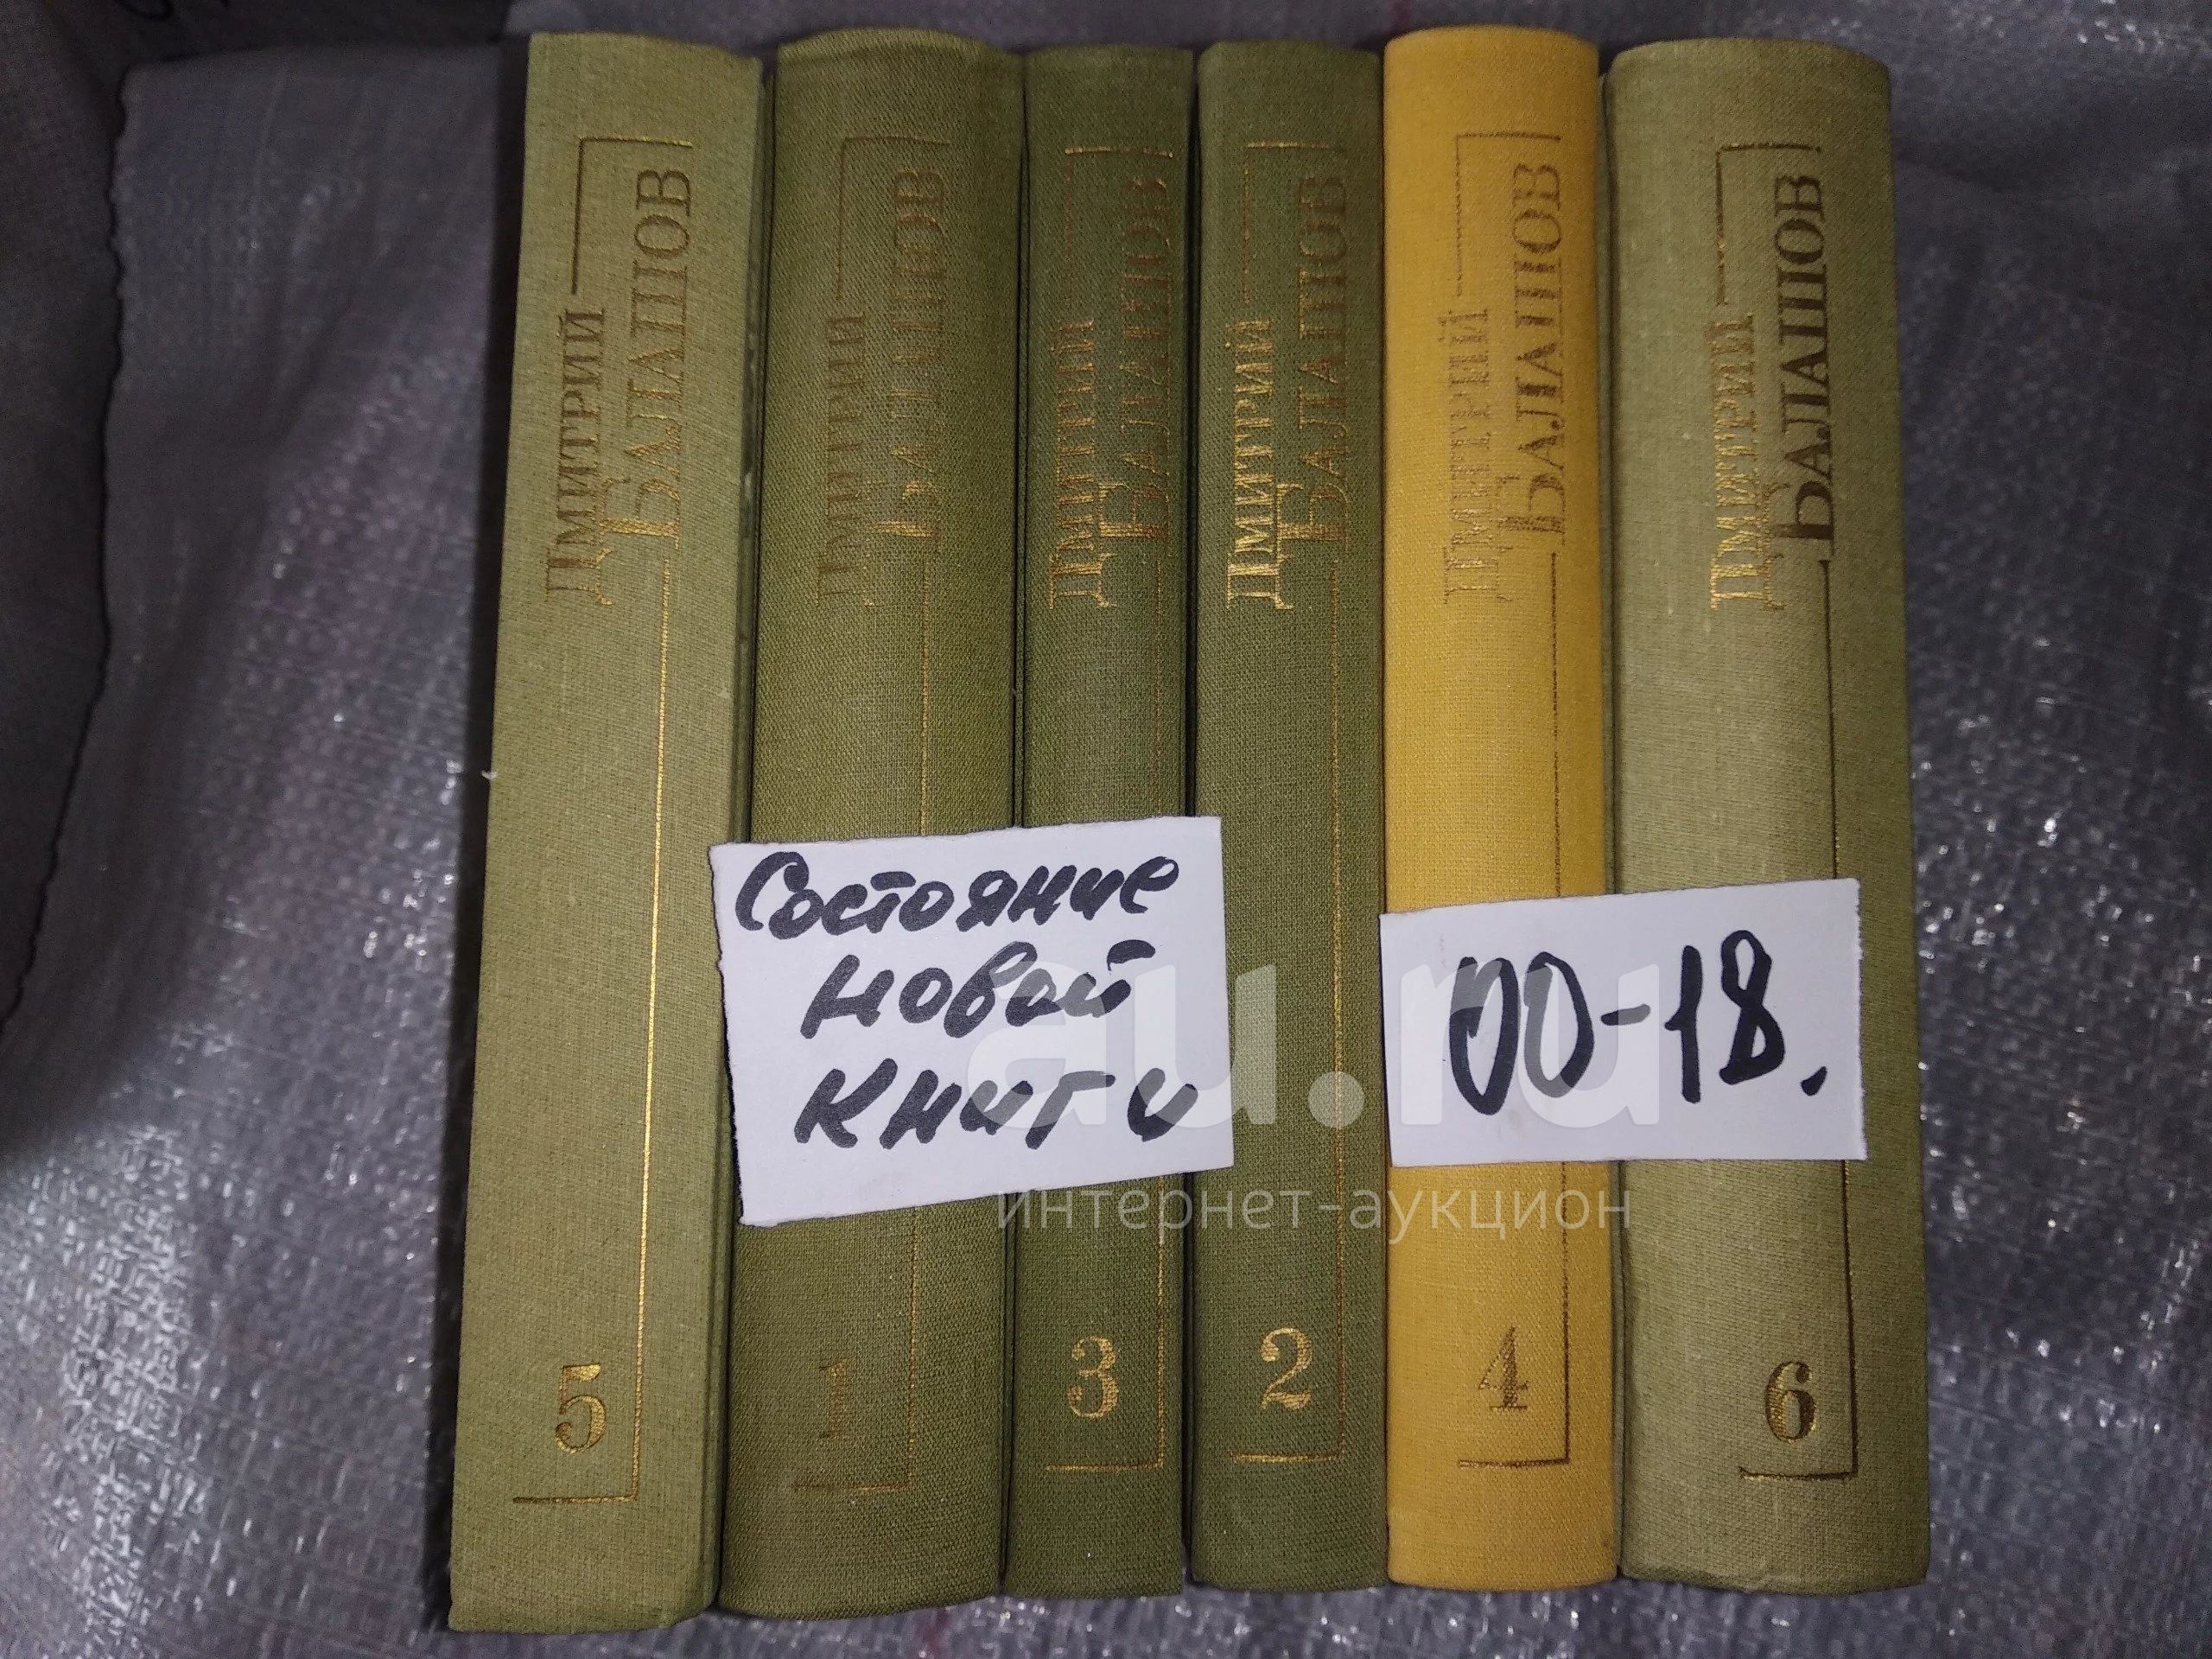 Дмитрий
Балашов
5
Дмитрий
Балашов
1
Дмитрий
Балашов
3
Дмитрий
Балашов
2
Дмитрий
Балашов
4
Дмитрий
Балашов
6
Состояние
новой
книги
00-18.
au.ru
интернет-аукцион